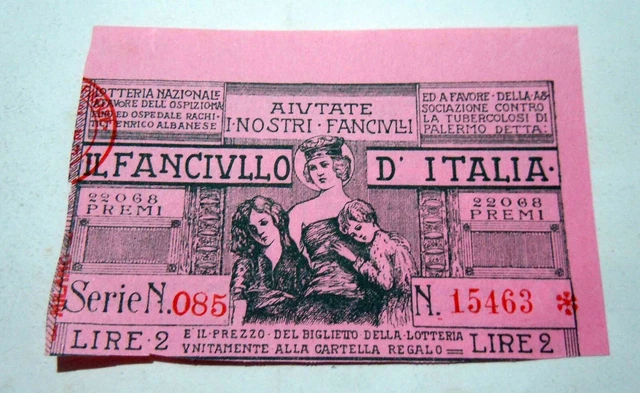 LOTTERIA NAZIONALE
A FAVORE DELL OSPIZIO MA
ED OSPEDALE RACHI-
ENRICO ALBANESE
AIVTATE
I·NOSTRI·FANCIVLLI
ED A FAVORE·DELLA·AS
SOCIAZIONE CONTRO
LA TUBERCOLOSI DI
PALERMO DETTA:
IL FANCIVLLO D' ITALIA·
22068
PREMI
22068
PREMI
Serie N. 085
N. 15463 *
LIRE·2
E' IL·PREZZO·DEL BIGLIETTO DELLA·LOTTERIA
VNITAMENTE ALLA CARTELLA REGALO
LIRE 2